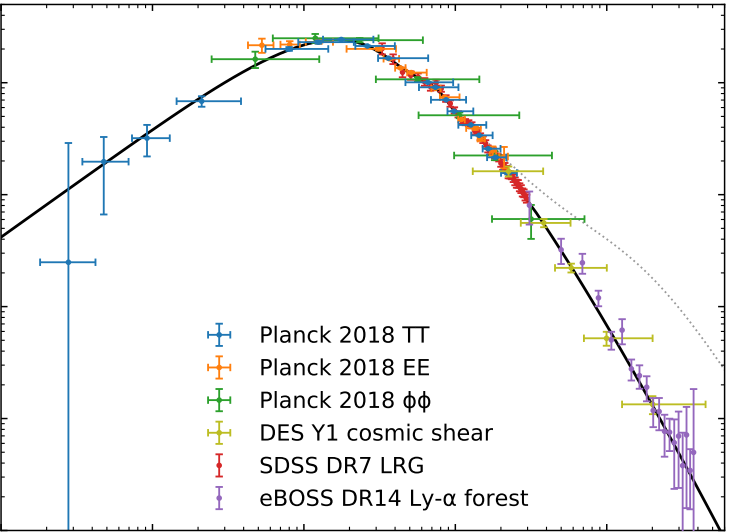 Planck 2018 TT
Planck 2018 EE
Planck 2018 ϕϕ
DES Y1 cosmic shear
SDSS DR7 LRG
eBOSS DR14 Ly-α forest